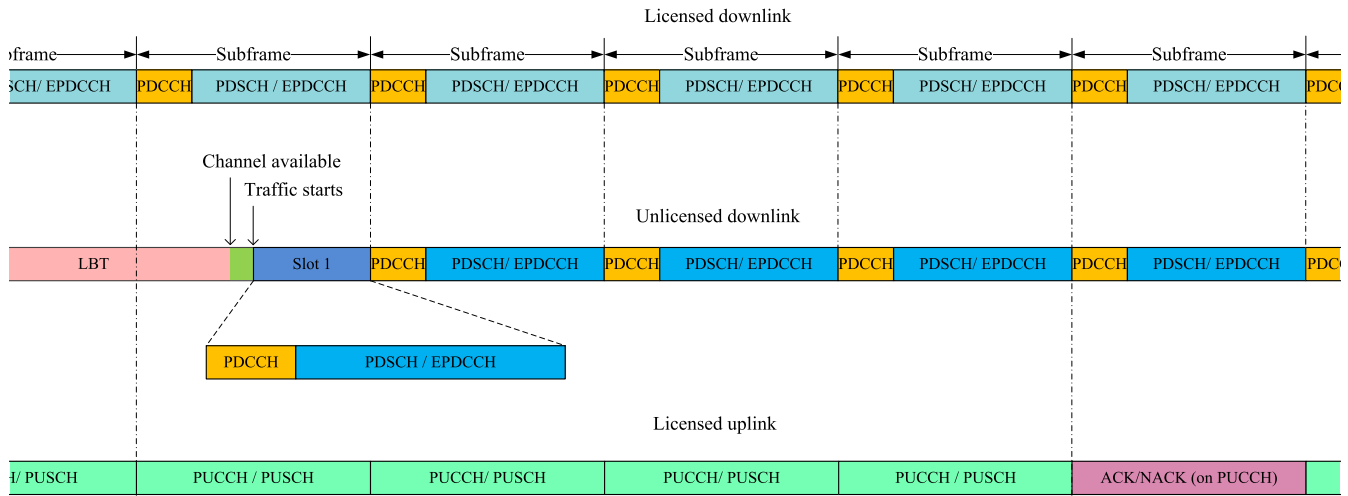 Licensed downlink
bframe Subframe Subframe Subframe Subframe Subframe
SCH/ EPDCCH PDCCH PDSCH / EPDCCH PDCCH PDSCH/ EPDCCH PDCCH PDSCH/ EPDCCH PDCCH PDSCH/ EPDCCH PDCCH PDSCH/ EPDCCH PDC
Channel available
Traffic starts
Unlicensed downlink
LBT Slot 1 PDCCH PDSCH/ EPDCCH PDCCH PDSCH/ EPDCCH PDCCH PDSCH/ EPDCCH PDCCH PDSCH/ EPDCCH PDC
PDCCH PDSCH / EPDCCH
Licensed uplink
H/ PUSCH PUCCH / PUSCH PUCCH/ PUSCH PUCCH/ PUSCH PUCCH / PUSCH ACK/NACK (on PUCCH)